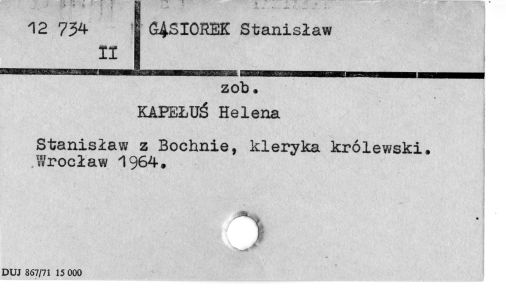 12 734
II
GĄSIOREK Stanisław
zob.
KAPEŁUŚ Helena
Stanisław z Bochnie, kleryka królewski.
Wrocław 1964.
DUJ 867/71 15 000